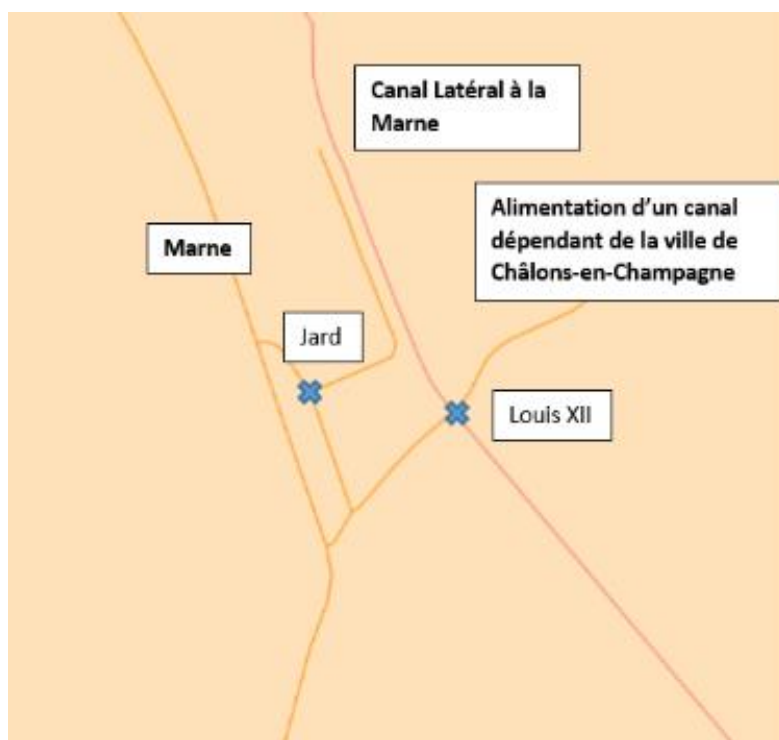 Canal Latéral à la
Marne
Alimentation d'un canal
dépendant de la ville de
Châlons-en-Champagne
Marne
Jard
Louis XII